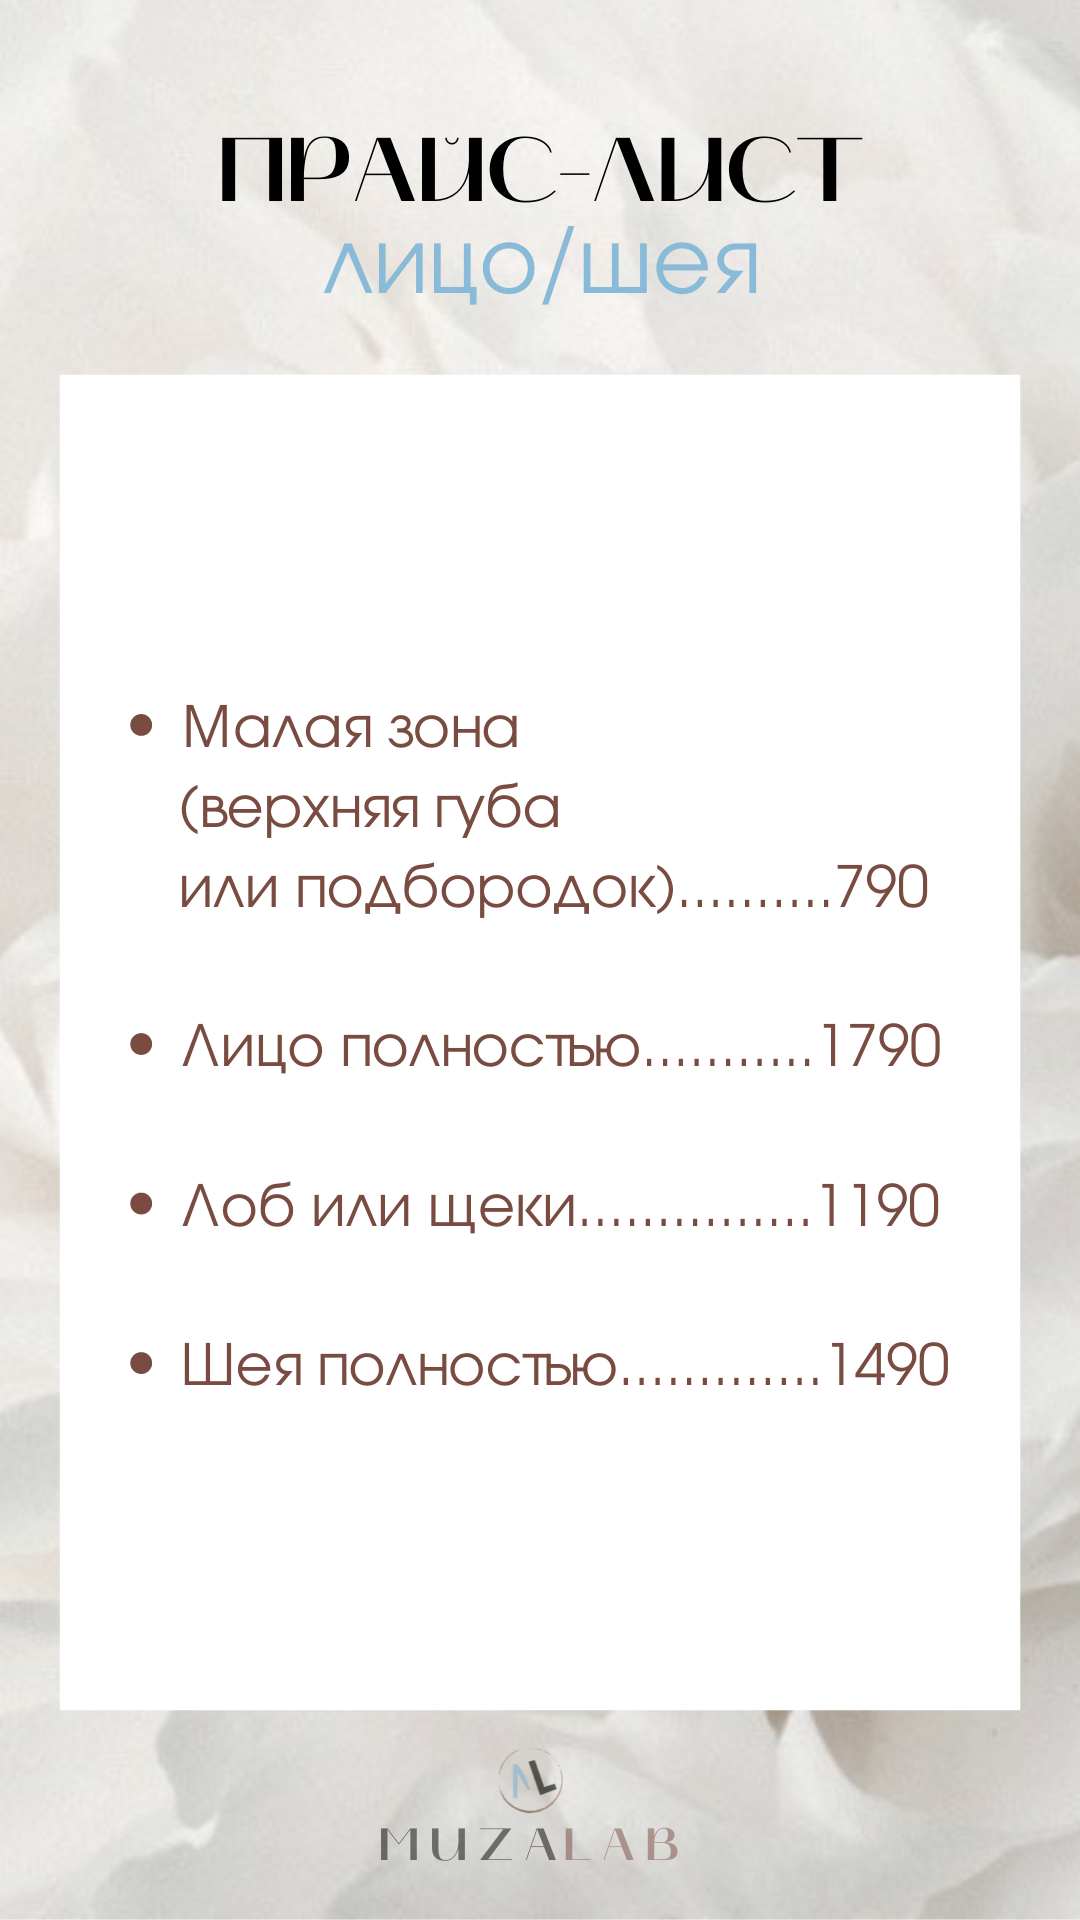 ПРАЙС-ЛИСТ
лицо/шея
• Малая зона
(верхняя губа
или подбородок)..........790
• Лицо полностью...........1790
• Лоб или щеки...............1190
• Шея полностью.............1490
ML
MUZALAB